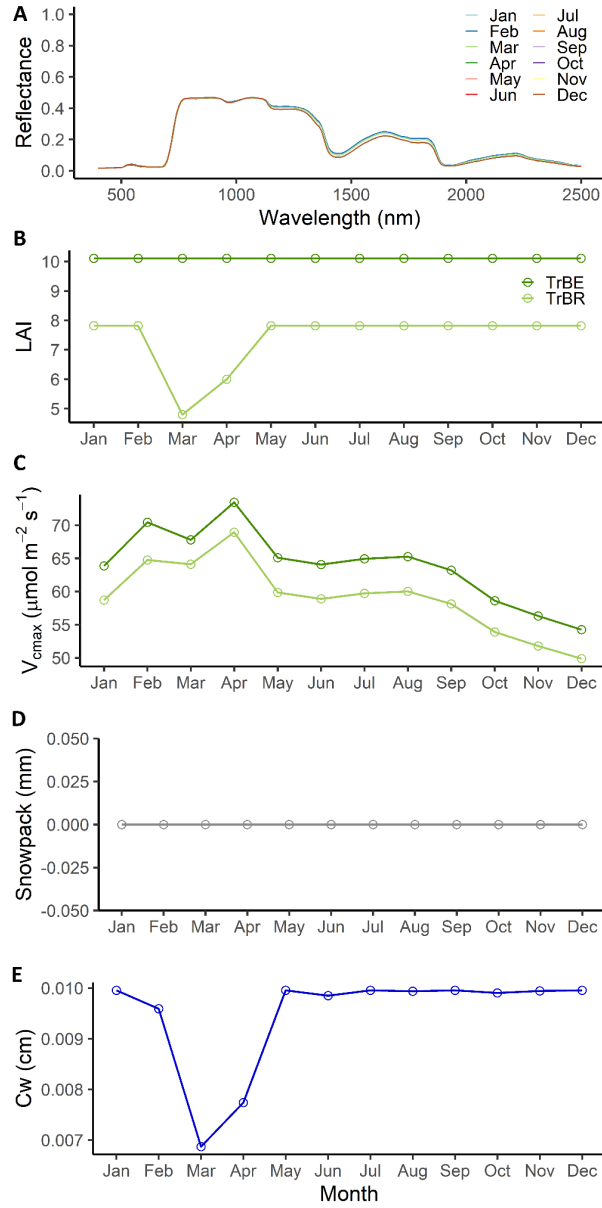 A
1.0
0.8
0.6
0.4
0.2
0.0
Reflectance
Jan Jul
Feb Aug
Mar Sep
Apr Oct
May Nov
Jun Dec
500 1000 1500 2000 2500
Wavelength (nm)
B
10
9
8
7
6
5
LAI
TrBE
TrBR
Jan Feb Mar Apr May Jun Jul Aug Sep Oct Nov Dec
C
70
65
60
55
50
V_cmax (μmol m⁻² s⁻¹)
Jan Feb Mar Apr May Jun Jul Aug Sep Oct Nov Dec
D
0.050
0.025
0.000
-0.025
-0.050
Snowpack (mm)
Jan Feb Mar Apr May Jun Jul Aug Sep Oct Nov Dec
E
0.010
0.009
0.008
0.007
Cw (cm)
Jan Feb Mar Apr May Jun Jul Aug Sep Oct Nov Dec
Month